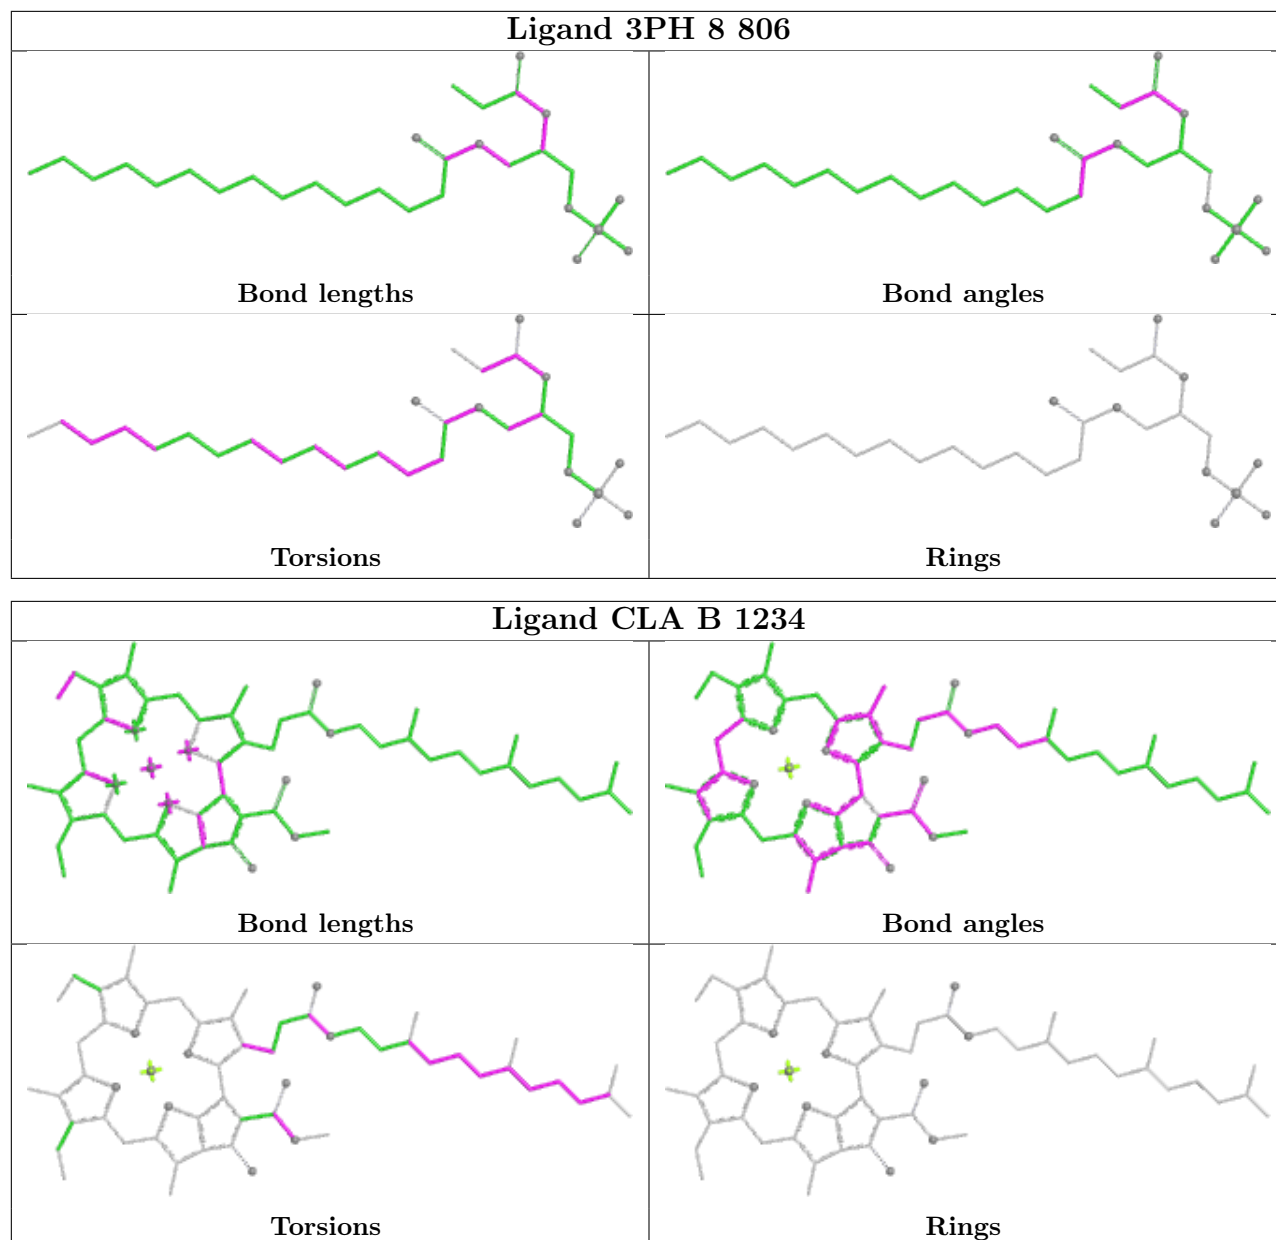 Ligand 3PH 8 806
Bond lengths
Bond angles
Torsions
Rings
Ligand CLA B 1234
Bond lengths
Bond angles
Torsions
Rings